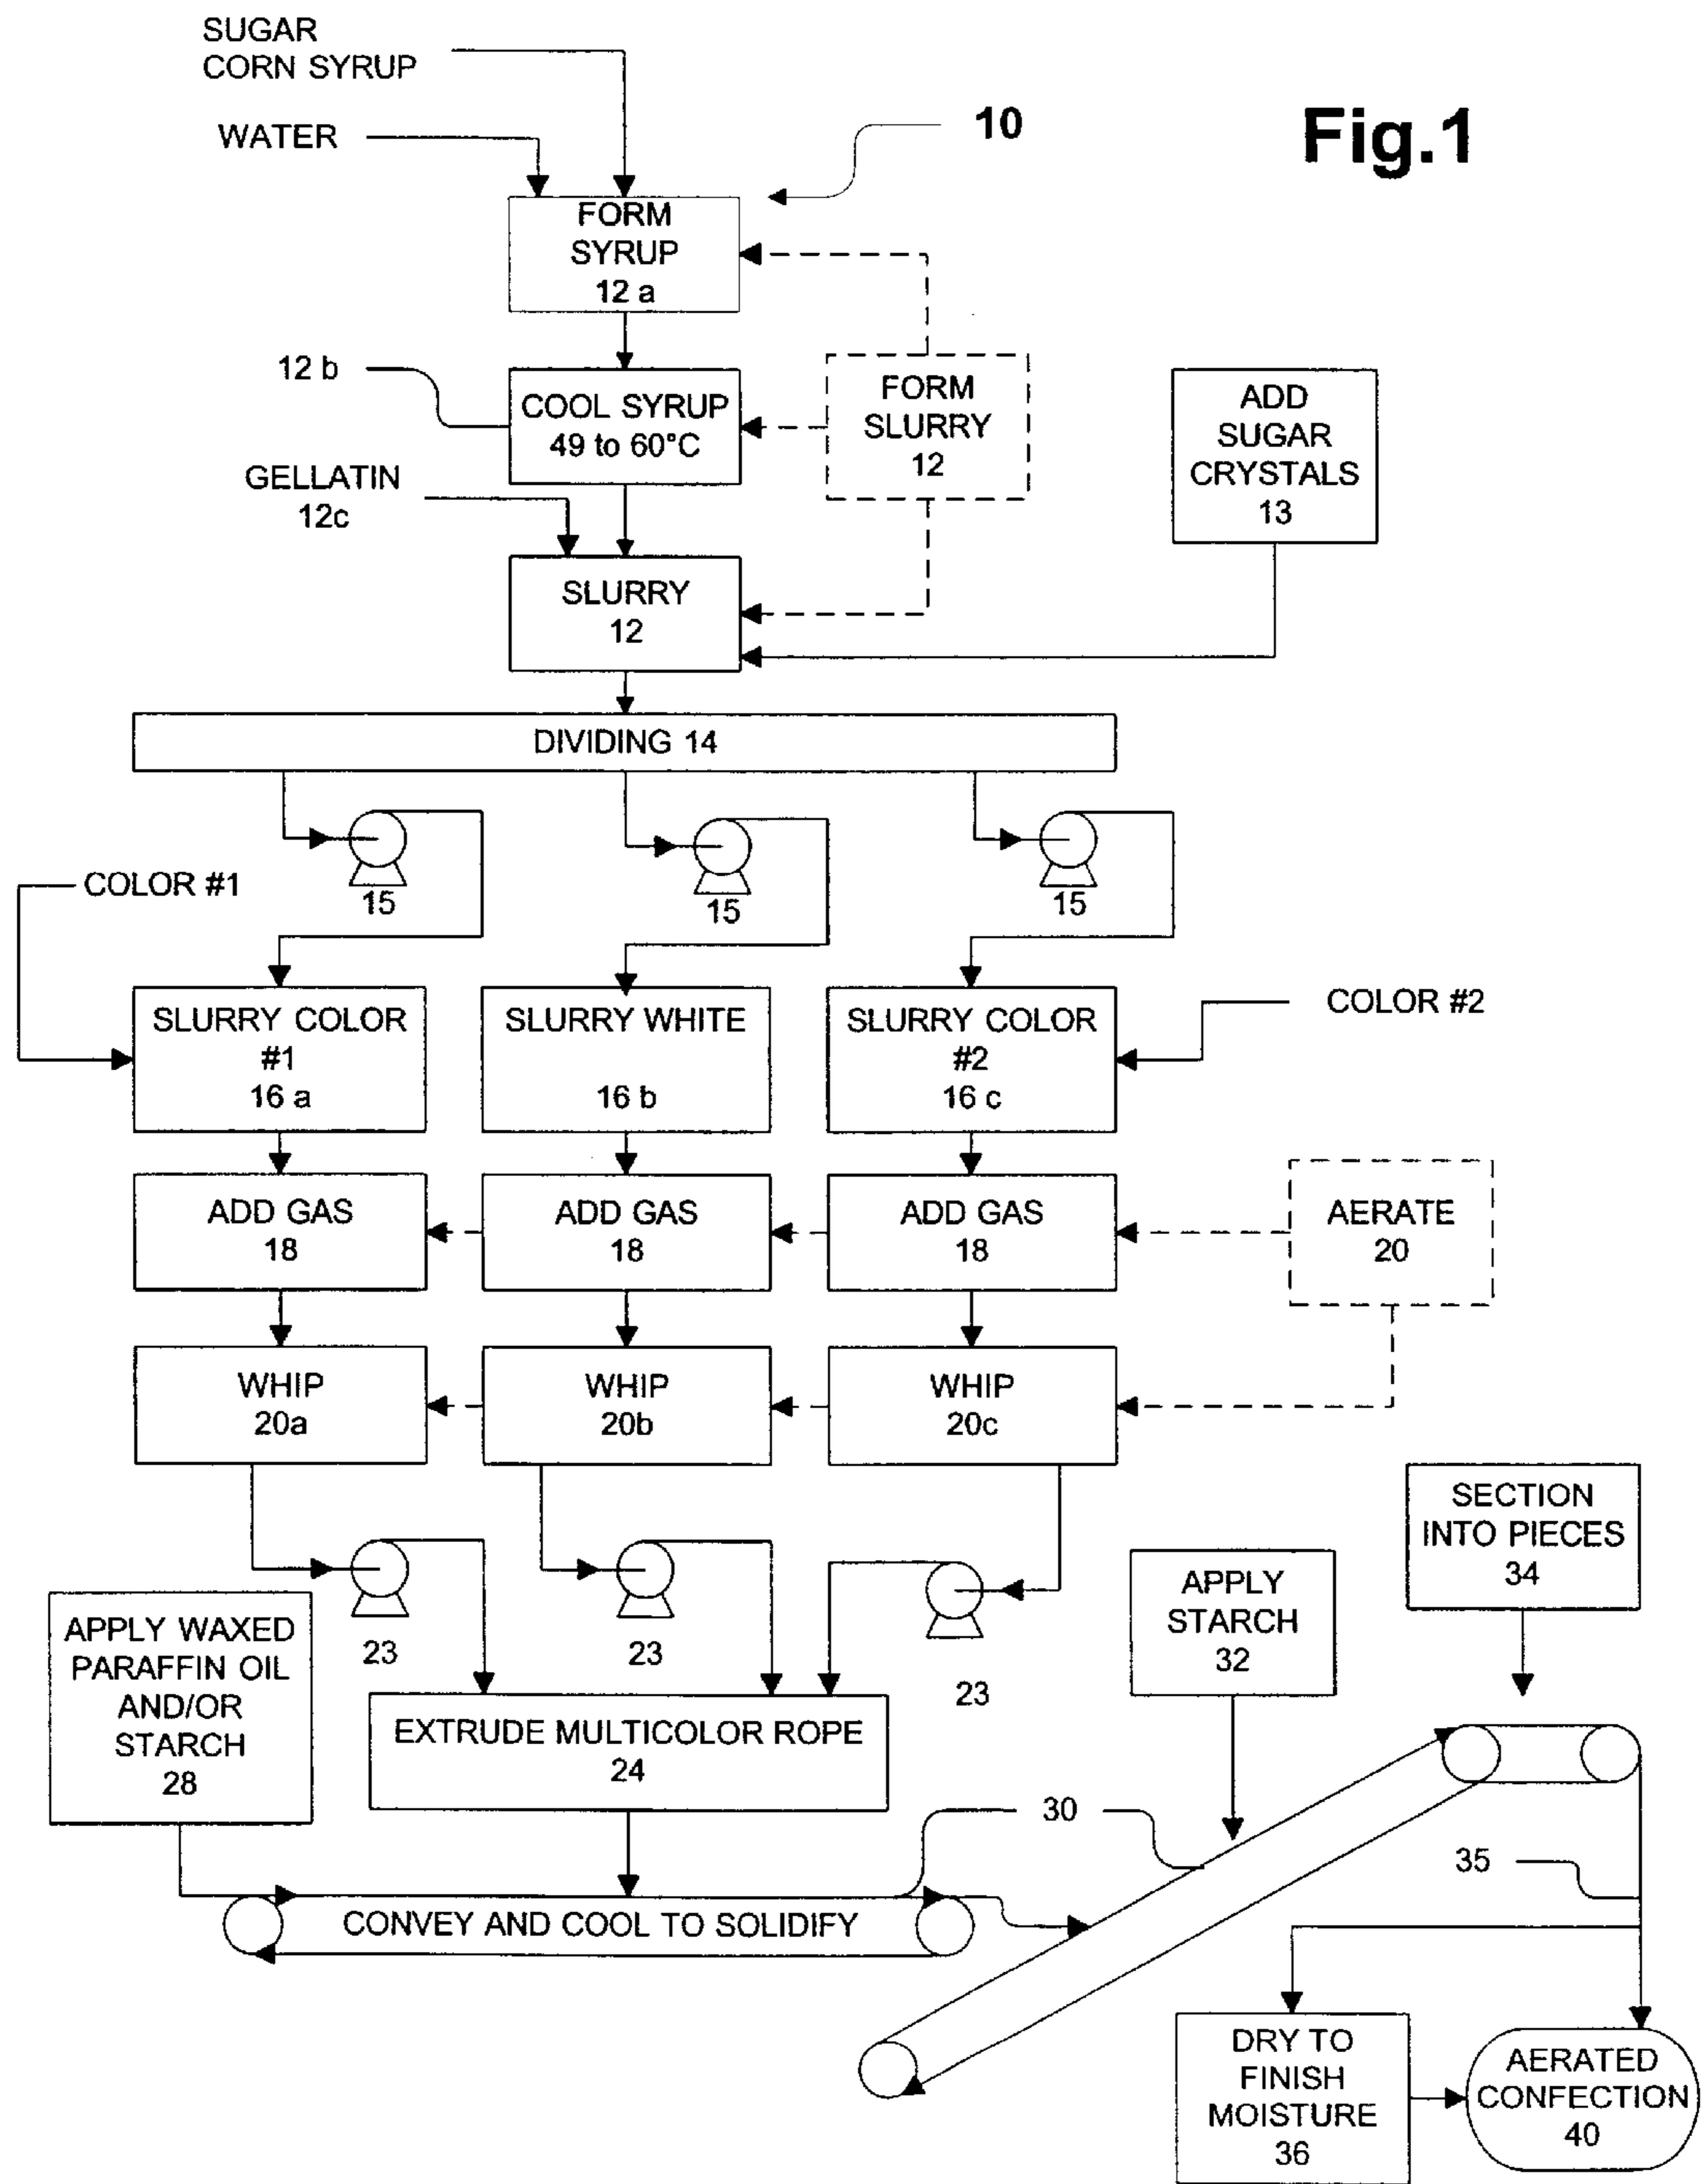 SUGAR
CORN SYRUP
WATER
10
Fig.1
FORM
SYRUP
12 a
12 b
COOL SYRUP
49 to 60°C
FORM
SLURRY
12
ADD
SUGAR
CRYSTALS
13
GELLATIN
12c
SLURRY
12
DIVIDING 14
15
15
15
COLOR #1
SLURRY COLOR
#1
16 a
SLURRY WHITE
16 b
SLURRY COLOR
#2
16 c
COLOR #2
ADD GAS
18
ADD GAS
18
ADD GAS
18
AERATE
20
WHIP
20a
WHIP
20b
WHIP
20c
SECTION
INTO PIECES
34
APPLY
STARCH
32
23
23
23
APPLY WAXED
PARAFFIN OIL
AND/OR
STARCH
28
EXTRUDE MULTICOLOR ROPE
24
30
35
CONVEY AND COOL TO SOLIDIFY
DRY TO
FINISH
MOISTURE
36
AERATED
CONFECTION
40